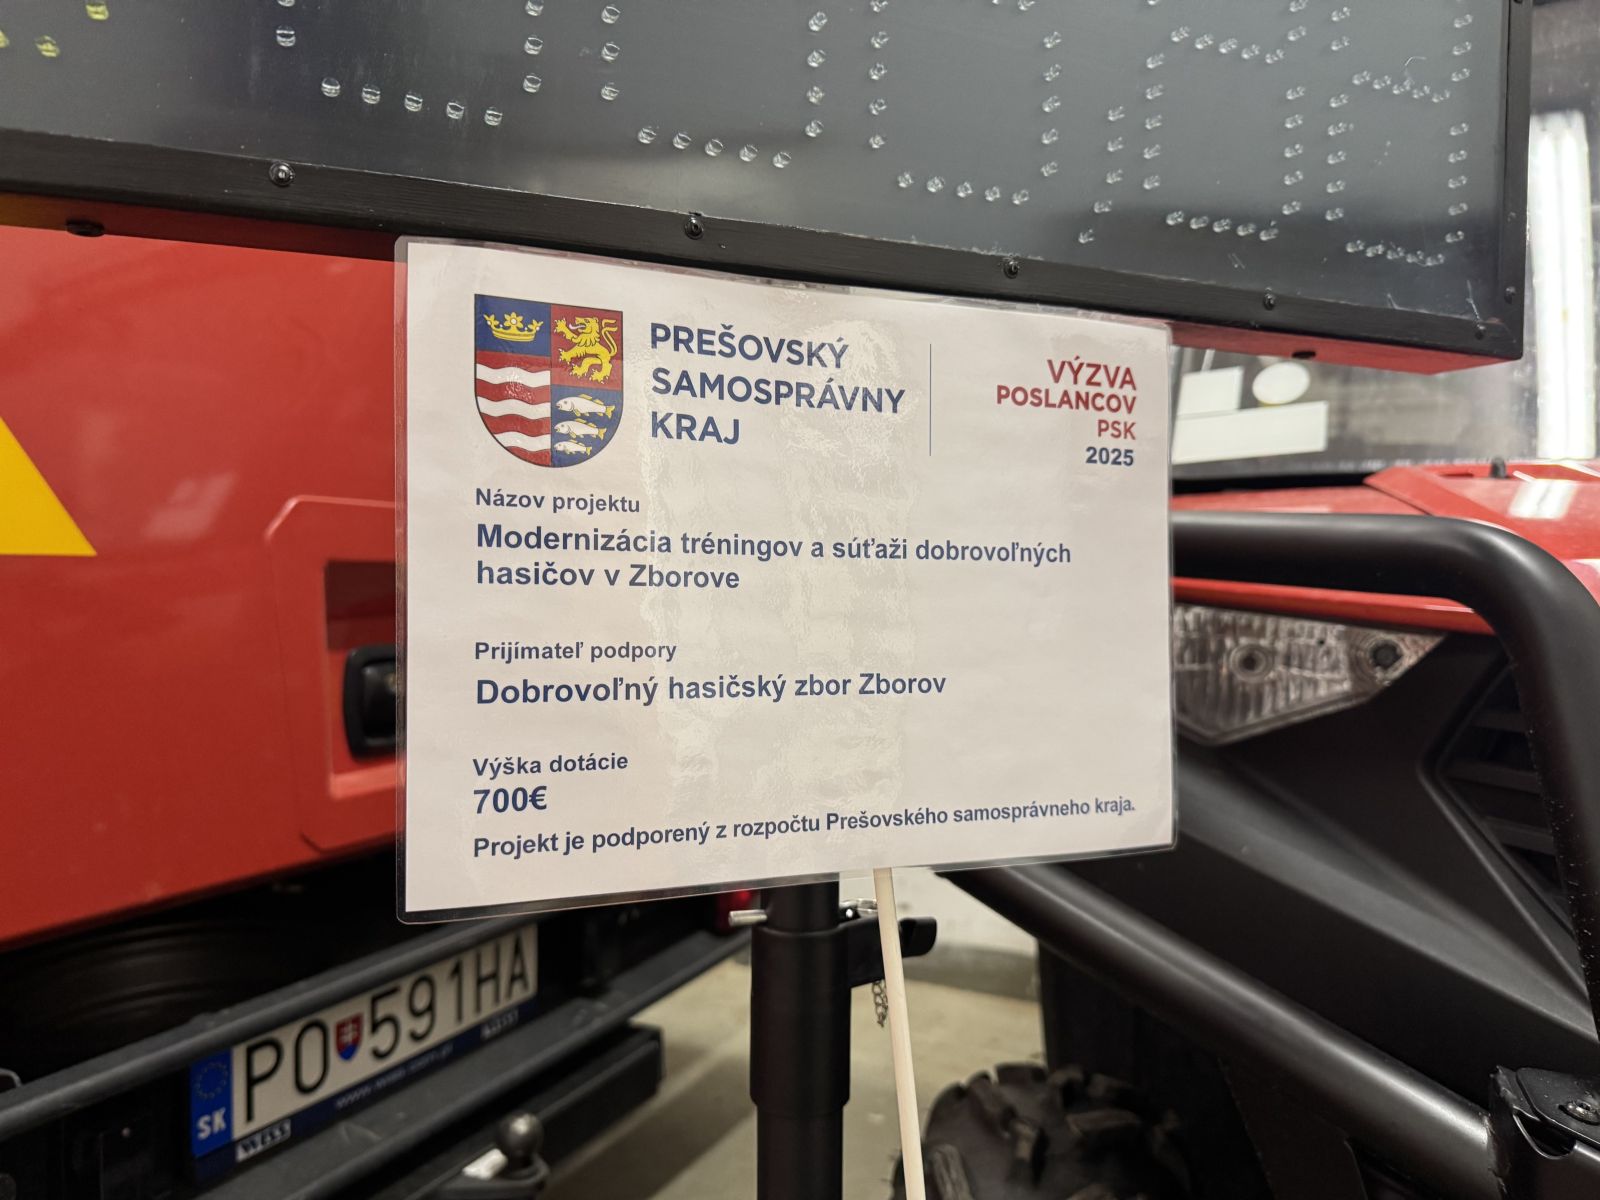 PREŠOVSKÝ
SAMOSPRÁVNY
KRAJ
VÝZVA
POSLANCOV
PSK
2025
Názov projektu
Modernizácia tréningov a súťaži dobrovoľných
hasičov v Zborove
Prijímateľ podpory
Dobrovoľný hasičský zbor Zborov
Výška dotácie
700€
Projekt je podporený z rozpočtu Prešovského samosprávneho kraja.
SK PO 591HA